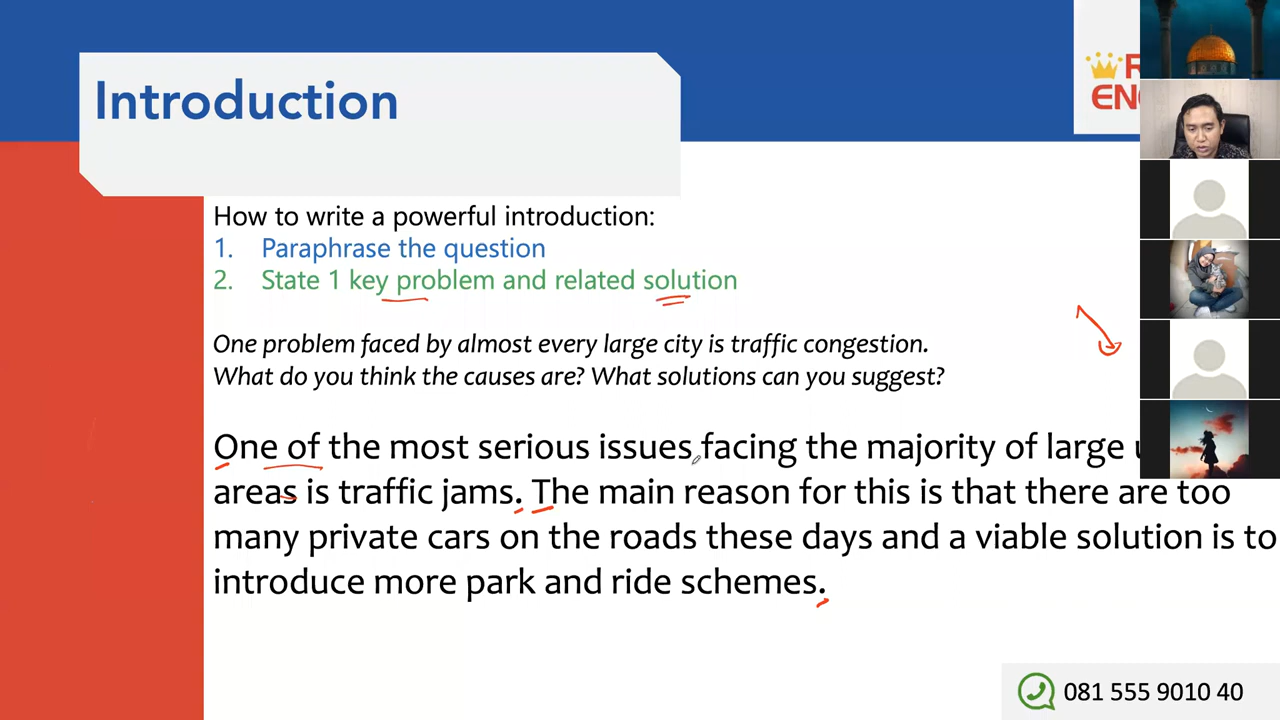 Introduction
How to write a powerful introduction:
1. Paraphrase the question
2. State 1 key problem and related solution
One problem faced by almost every large city is traffic congestion.
What do you think the causes are? What solutions can you suggest?
One of the most serious issues facing the majority of large
areas is traffic jams. The main reason for this is that there are too
many private cars on the roads these days and a viable solution is to
introduce more park and ride schemes.
081 555 9010 40